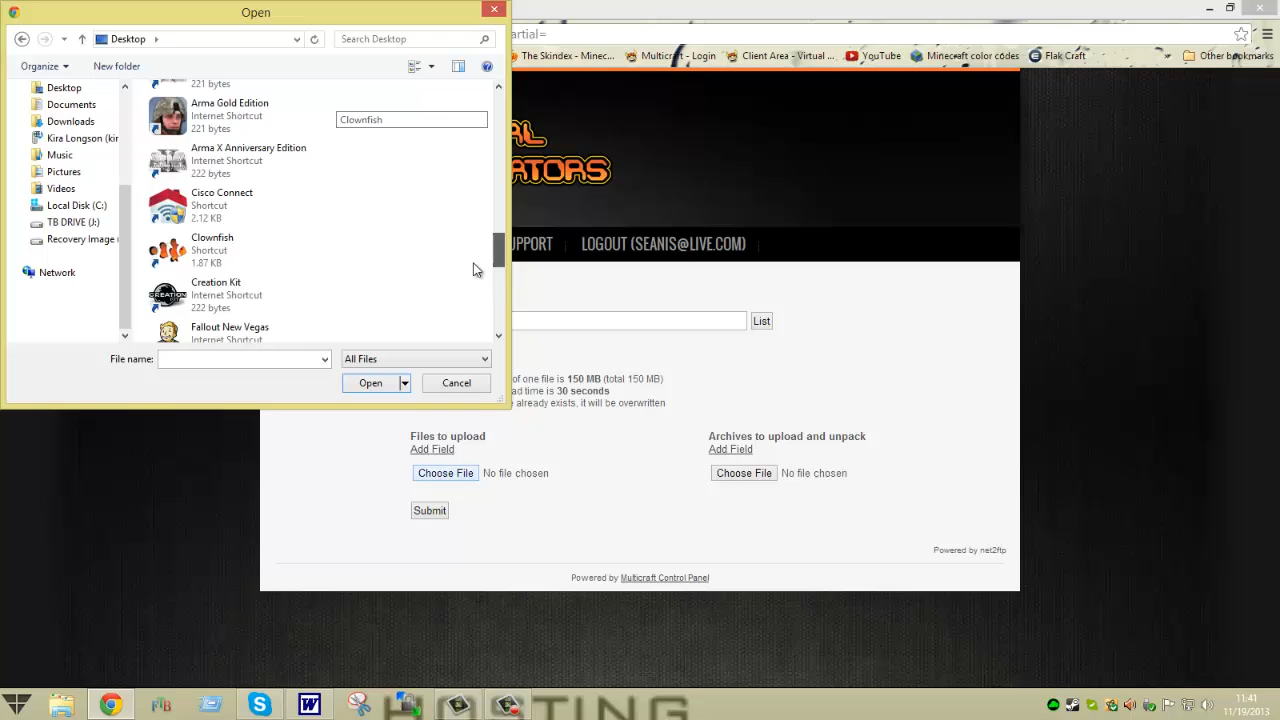 Open
artial=
Desktop
Search Desktop
The Skindex - Minec...
Multicraft - Login
Client Area - Virtual ...
YouTube
Minecraft color codes
Flak Craft
Other bookmarks
Organize
New folder
Desktop
Documents
Downloads
Kira Longson (kir
Music
Pictures
Videos
Local Disk (C:)
TB DRIVE (J:)
Recovery Image
Network
221 bytes
Arma Gold Edition
Internet Shortcut
221 bytes
Arma X Anniversary Edition
Internet Shortcut
222 bytes
Cisco Connect
Shortcut
2.12 KB
Clownfish
Shortcut
1.87 KB
Creation Kit
Internet Shortcut
222 bytes
Fallout New Vegas
Internet Shortcut
Clownfish
File name:
All Files
Open
Cancel
AL
RATORS
UPPORT
LOGOUT (SEANIS@LIVE.COM)
List
of one file is 150 MB (total 150 MB)
ad time is 30 seconds
e already exists, it will be overwritten
Files to upload
Add Field
Choose File No file chosen
Archives to upload and unpack
Add Field
Choose File No file chosen
Submit
Powered by net2ftp
Powered by Multicraft Control Panel
CREATION
H STING
11:41
11/19/2013